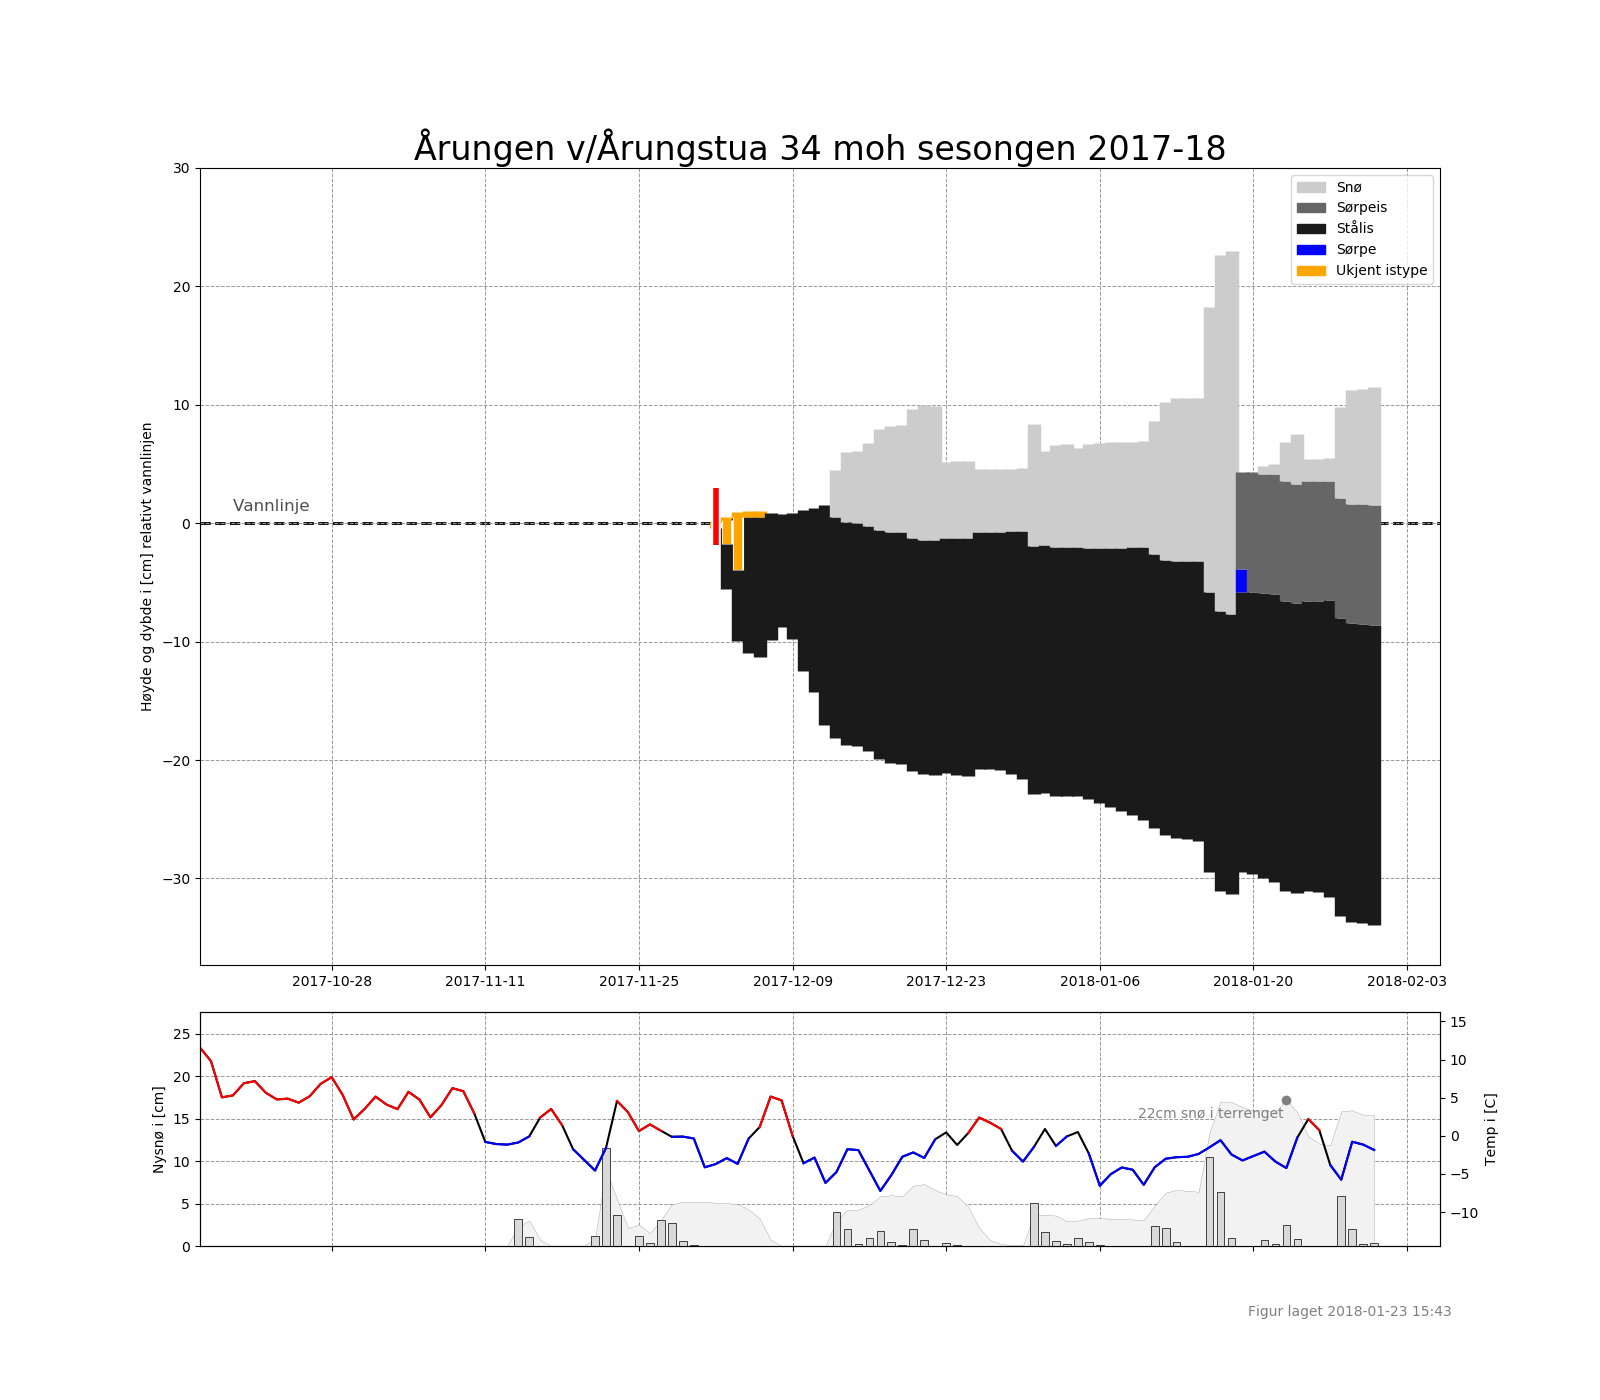 Årungen v/Årungstua 34 moh sesongen 2017-18
Høyde og dybde i [cm] relativt vannlinjen
30
20
10
0
−10
−20
−30
Vannlinje
Snø
Sørpeis
Stålis
Sørpe
Ukjent istype
2017-10-28
2017-11-11
2017-11-25
2017-12-09
2017-12-23
2018-01-06
2018-01-20
2018-02-03
Nysnø i [cm]
25
20
15
10
5
0
22cm snø i terrenget
15
10
5
0
−5
−10
Temp i [C]
Figur laget 2018-01-23 15:43